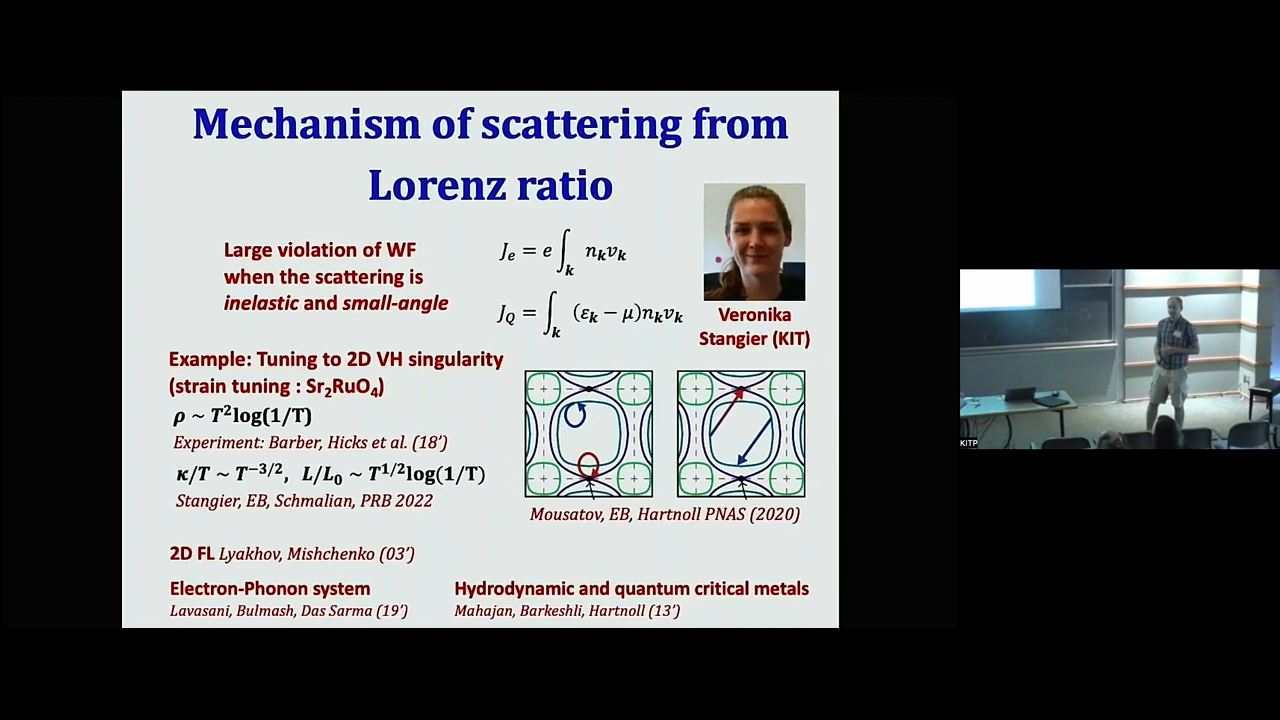 Mechanism of scattering from
Lorenz ratio
Large violation of WF
when the scattering is
inelastic and small-angle
J_e = e ∫_k n_k v_k
J_Q = ∫_k (ε_k − μ) n_k v_k
Veronika
Stangier (KIT)
Example: Tuning to 2D VH singularity
(strain tuning : Sr₂RuO₄)
ρ ~ T² log(1/T)
Experiment: Barber, Hicks et al. (18’)
κ/T ~ T^{−3/2}, L/L₀ ~ T^{1/2} log(1/T)
Stangier, EB, Schmalian, PRB 2022
Mousatov, EB, Hartnoll PNAS (2020)
2D FL Lyakhov, Mishchenko (03’)
Electron-Phonon system
Lavasani, Bulmash, Das Sarma (19’)
Hydrodynamic and quantum critical metals
Mahajan, Barkeshli, Hartnoll (13’)
KITP